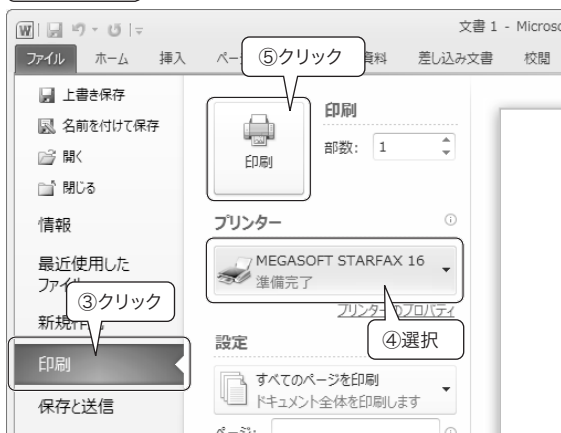 文書 1 - Microso
ファイル ホーム 挿入 ペー 資料 差し込み文書 校閲
⑤クリック
上書き保存
名前を付けて保存
開く
閉じる
情報
最近使用した
ファイル
③クリック
新規作成
印刷
保存と送信
印刷
印刷
部数: 1
プリンター
MEGASOFT STARFAX 16
準備完了
プリンターのプロパティ
④選択
設定
すべてのページを印刷
ドキュメント全体を印刷します
ページ: